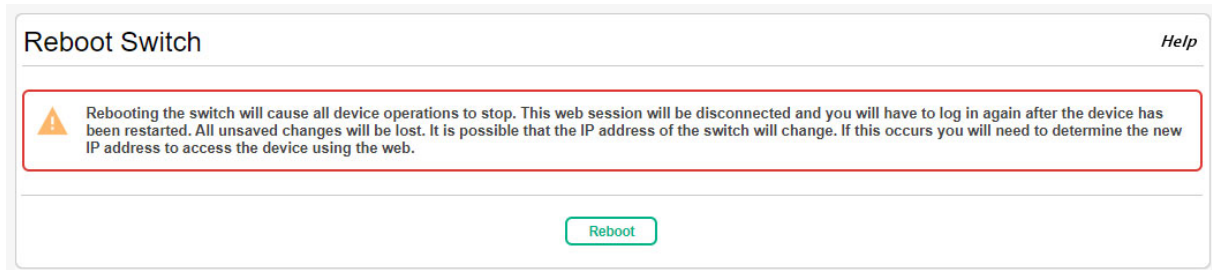 Reboot Switch
Help
Rebooting the switch will cause all device operations to stop. This web session will be disconnected and you will have to log in again after the device has
been restarted. All unsaved changes will be lost. It is possible that the IP address of the switch will change. If this occurs you will need to determine the new
IP address to access the device using the web.
Reboot